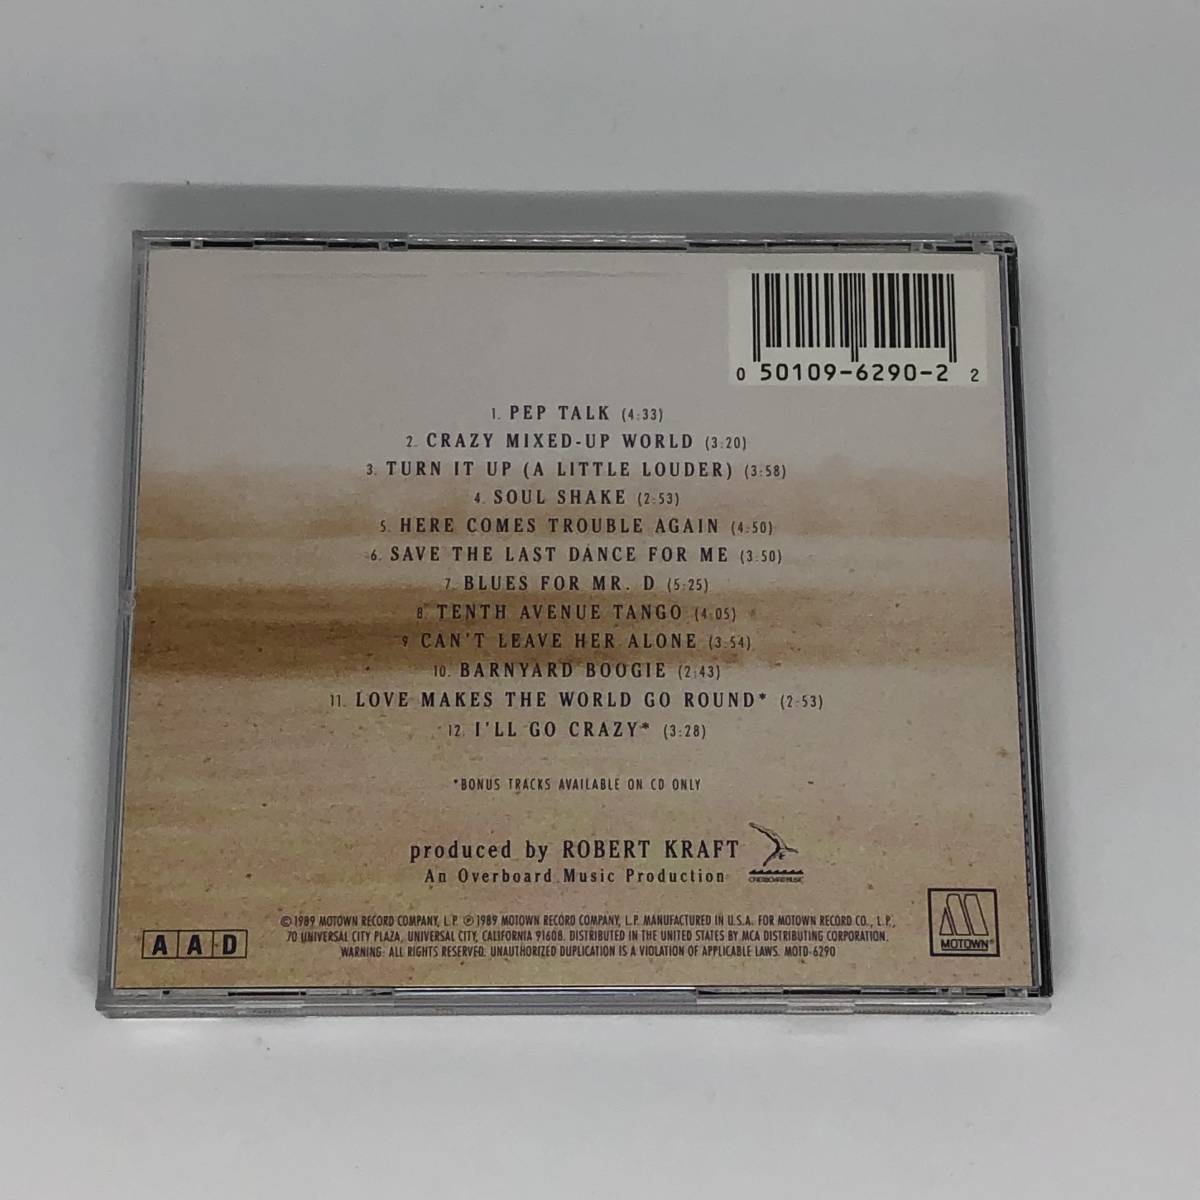 0 50109-6290-2 2
1. PEP TALK (4:33)
2. CRAZY MIXED-UP WORLD (3:20)
3. TURN IT UP (A LITTLE LOUDER) (3:58)
4. SOUL SHAKE (2:53)
5. HERE COMES TROUBLE AGAIN (4:50)
6. SAVE THE LAST DANCE FOR ME (3:50)
7. BLUES FOR MR. D (5:25)
8. TENTH AVENUE TANGO (4:05)
9. CAN'T LEAVE HER ALONE (3:54)
10. BARNYARD BOOGIE (2:43)
11. LOVE MAKES THE WORLD GO ROUND* (2:53)
12. I'LL GO CRAZY* (3:28)
*BONUS TRACKS AVAILABLE ON CD ONLY
produced by ROBERT KRAFT
An Overboard Music Production
OVERBOARD MUSIC
© 1989 MOTOWN RECORD COMPANY, L.P. ℗ 1989 MOTOWN RECORD COMPANY, L.P. MANUFACTURED IN U.S.A. FOR MOTOWN RECORD CO., L.P.,
70 UNIVERSAL CITY PLAZA, UNIVERSAL CITY, CALIFORNIA 91608. DISTRIBUTED IN THE UNITED STATES BY MCA DISTRIBUTING CORPORATION.
WARNING: ALL RIGHTS RESERVED. UNAUTHORIZED DUPLICATION IS A VIOLATION OF APPLICABLE LAWS. MOTD-6290
A A D
MOTOWN®